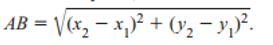 AB = √(x₂ − x₁)² + (y₂ − y₁)².